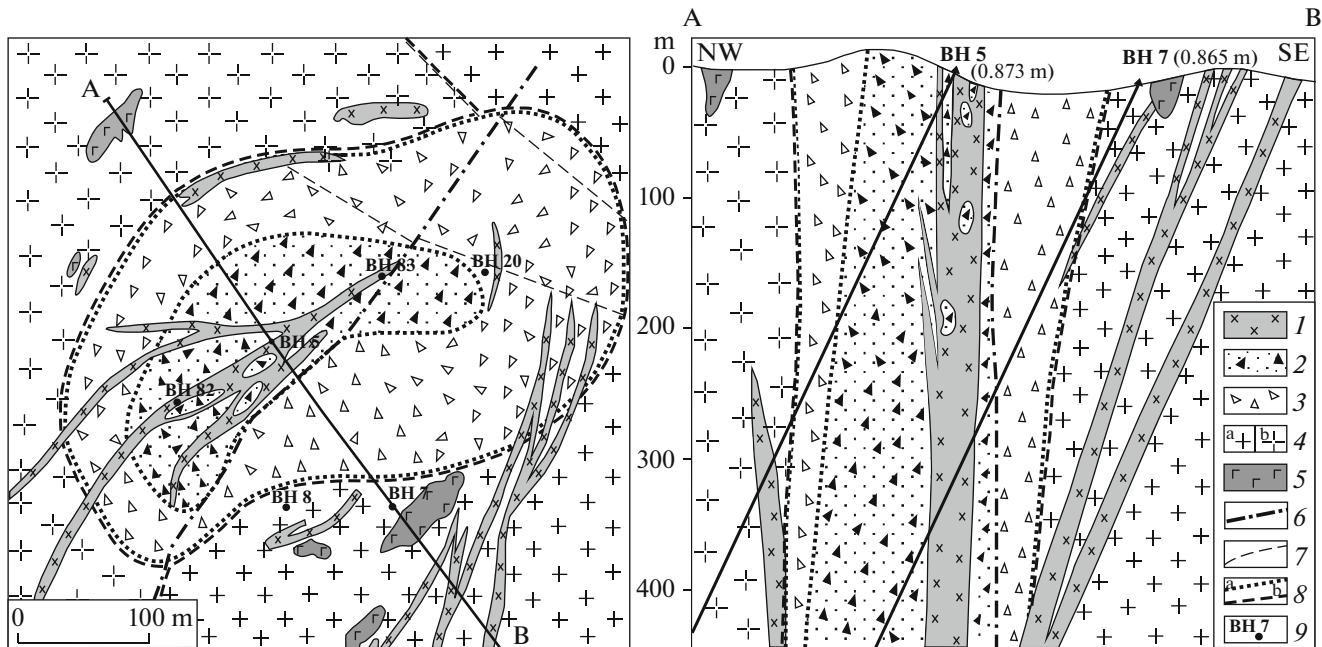 A
BH 83
BH 20
BH 5
BH 82
BH 8
BH 7
B
0 100 m
A
B
m
NW
BH 5
(0.873 m)
BH 7 (0.865 m)
SE
0
100
200
300
400
1
2
3
a b 4
5
6
7
a b 8
BH 7 9